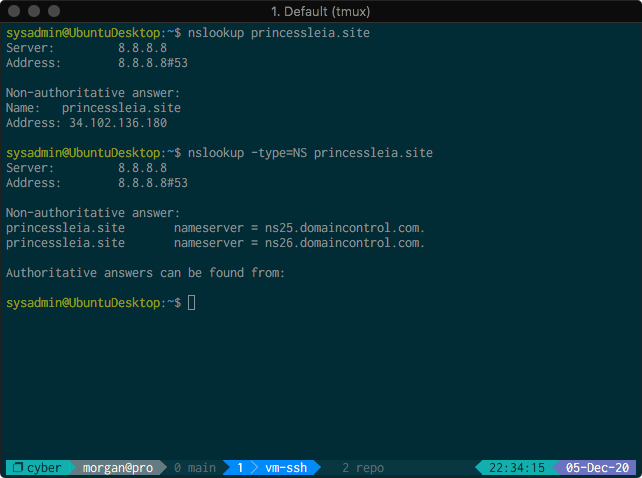 1. Default (tmux)
sysadmin@UbuntuDesktop:~$ nslookup princessleia.site
Server:         8.8.8.8
Address:        8.8.8.8#53
Non-authoritative answer:
Name:   princessleia.site
Address: 34.102.136.180
sysadmin@UbuntuDesktop:~$ nslookup -type=NS princessleia.site
Server:         8.8.8.8
Address:        8.8.8.8#53
Non-authoritative answer:
princessleia.site       nameserver = ns25.domaincontrol.com.
princessleia.site       nameserver = ns26.domaincontrol.com.
Authoritative answers can be found from:
sysadmin@UbuntuDesktop:~$
cyber morgan@pro 0 main 1 vm-ssh 2 repo 22:34:15 05-Dec-20